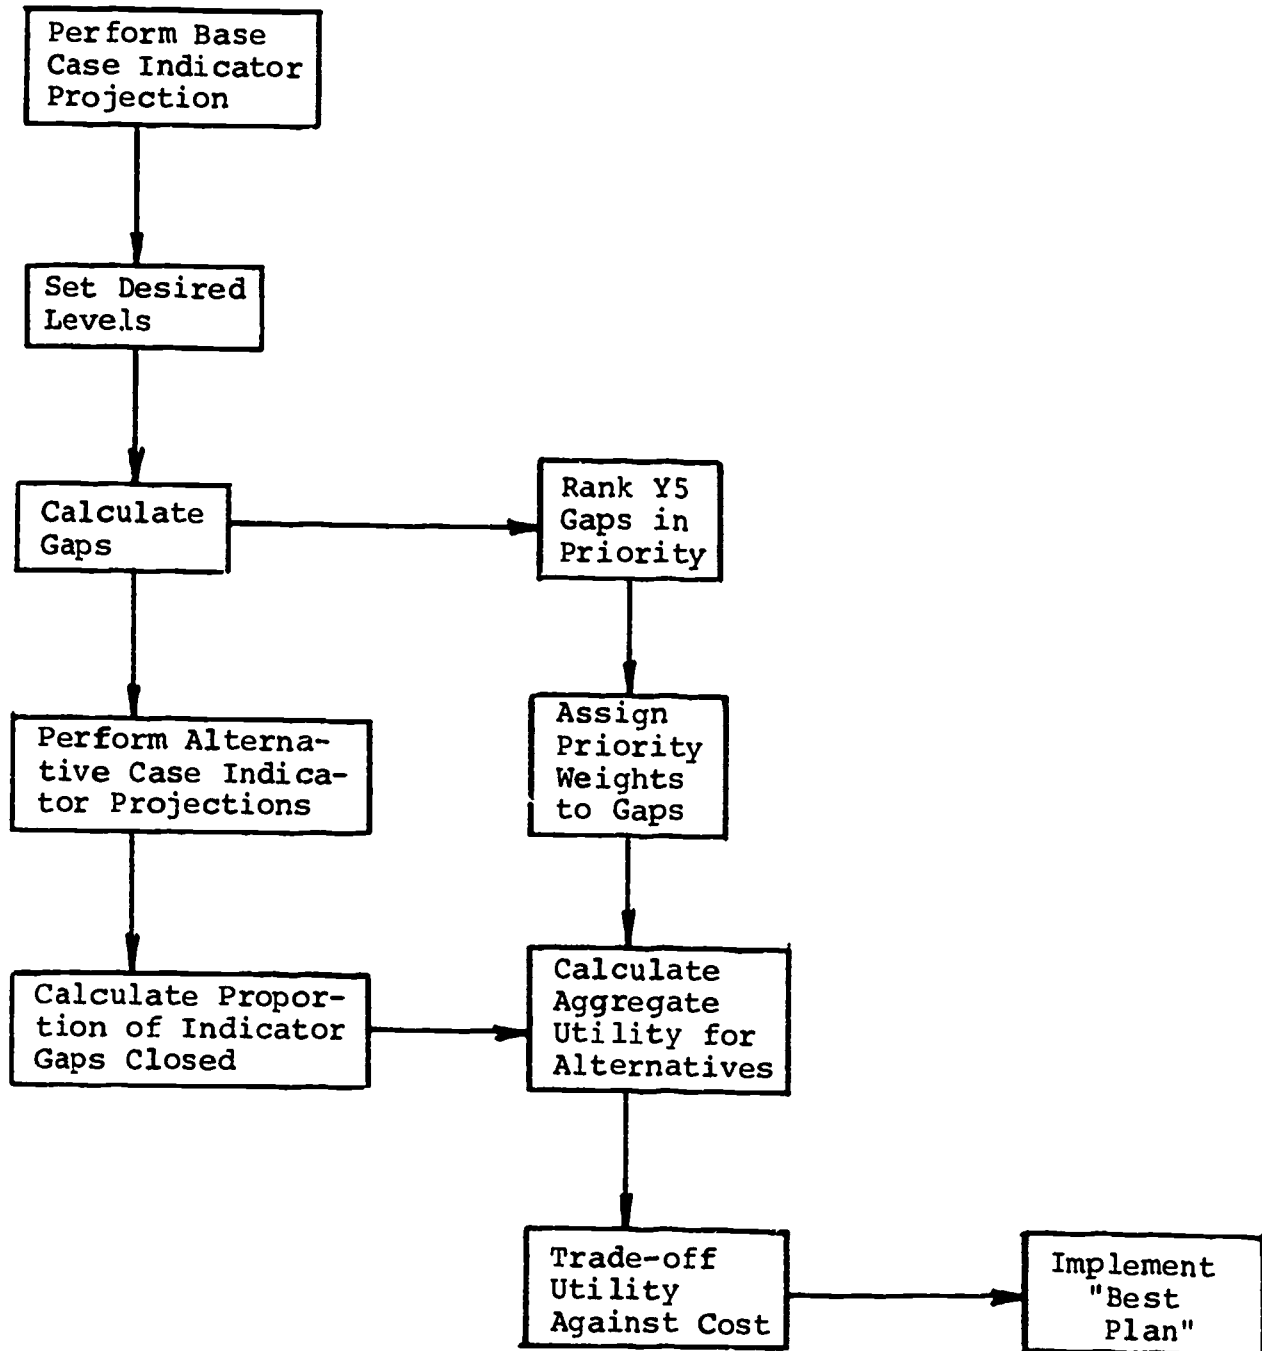 Perform Base
Case Indicator
Projection
Set Desired
Levels
Calculate
Gaps
Rank Y5
Gaps in
Priority
Perform Alterna-
tive Case Indica-
tor Projections
Assign
Priority
Weights
to Gaps
Calculate Propor-
tion of Indicator
Gaps Closed
Calculate
Aggregate
Utility for
Alternatives
Trade-off
Utility
Against Cost
Implement
"Best
Plan"